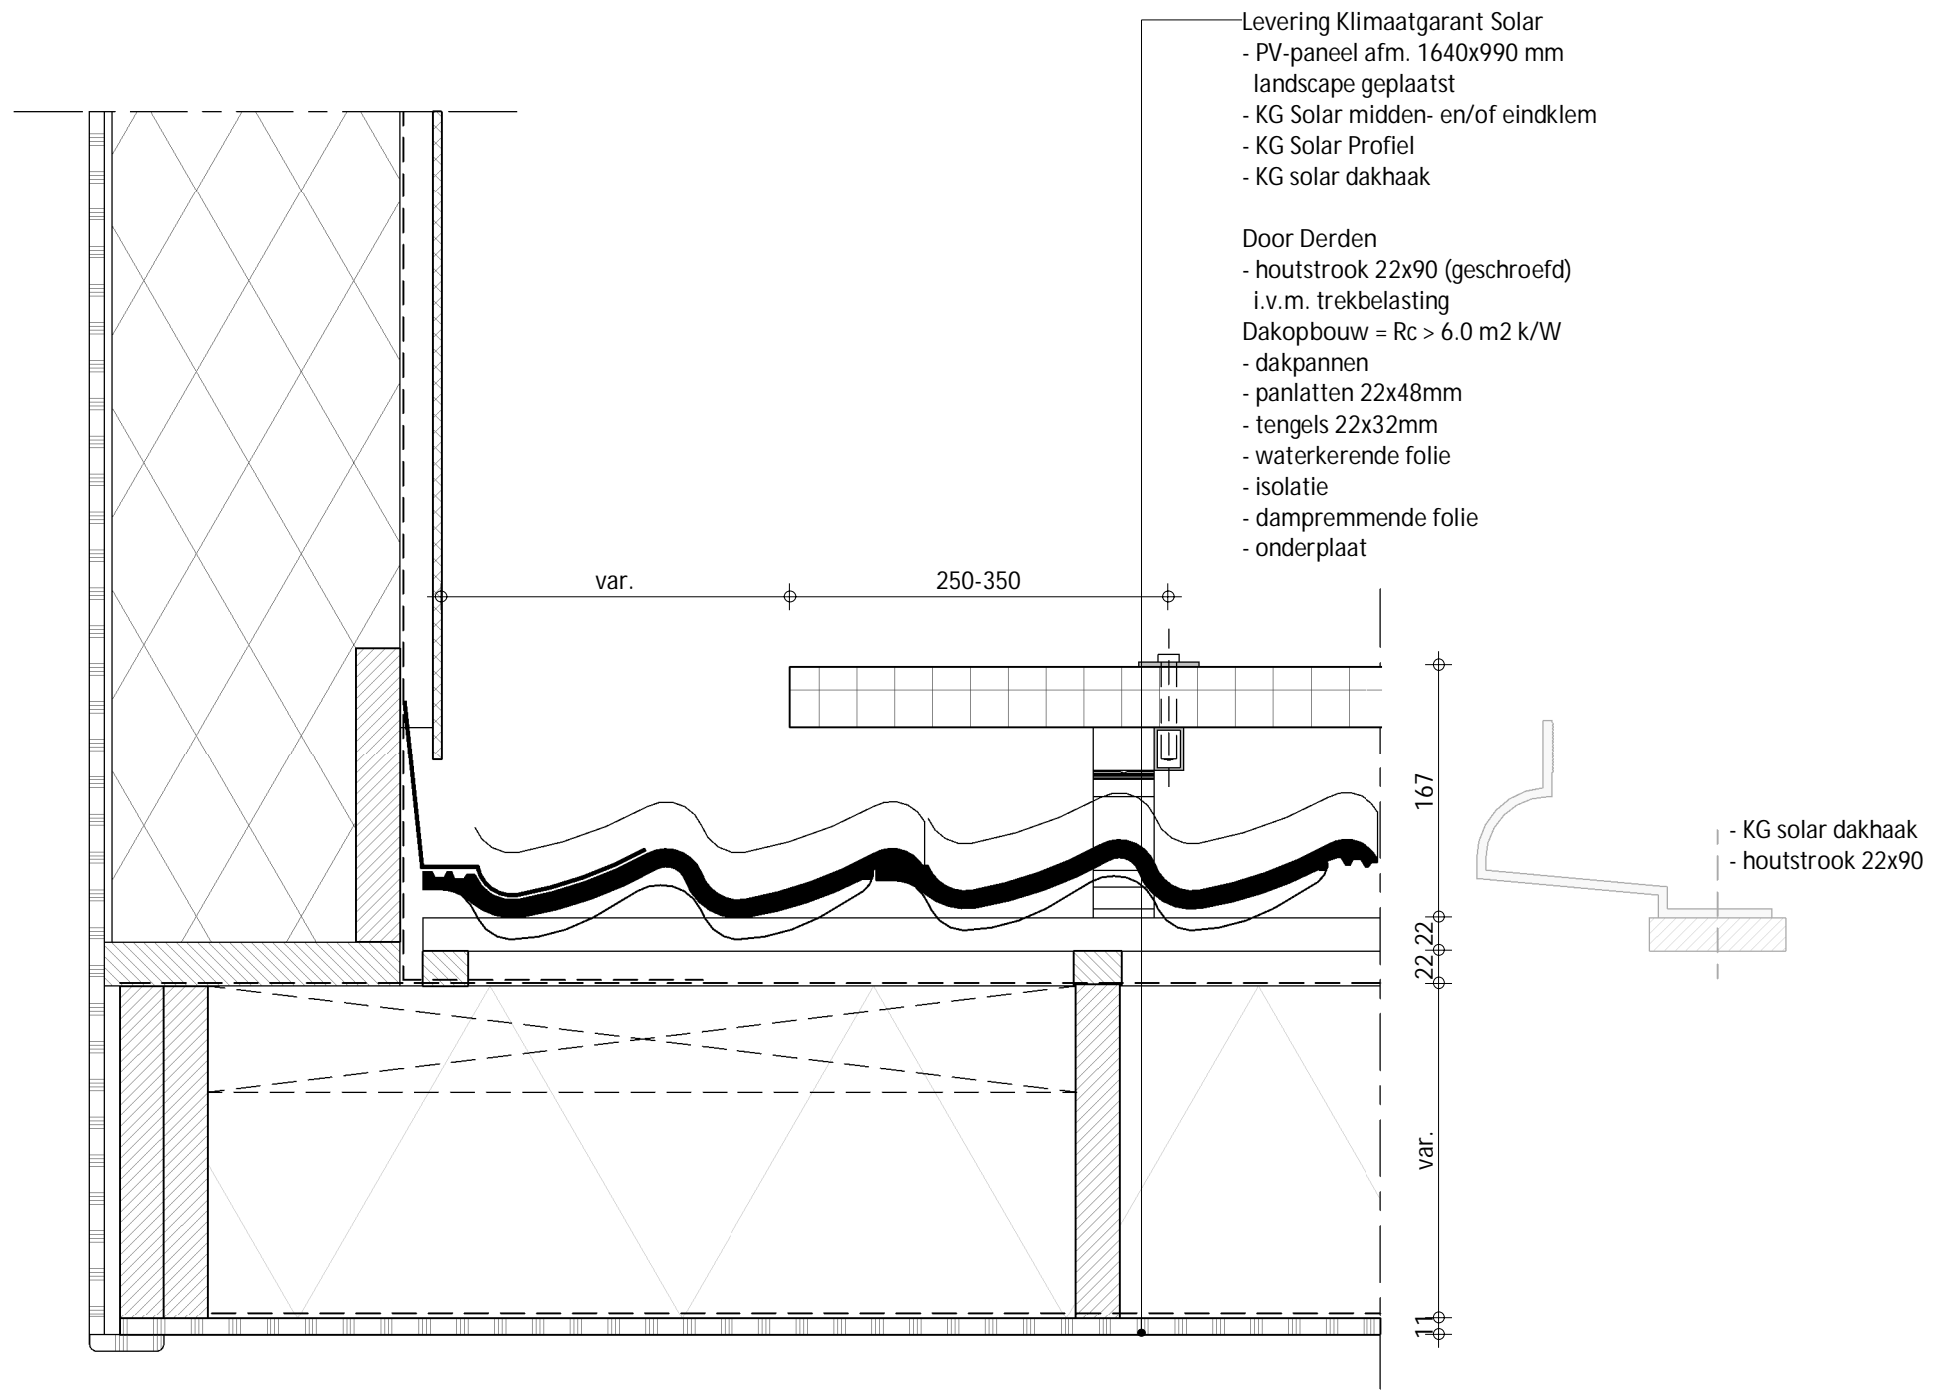 Levering Klimaatgarant Solar
- PV-paneel afm. 1640x990 mm
landscape geplaatst
- KG Solar midden- en/of eindklem
- KG Solar Profiel
- KG solar dakhaak
Door Derden
- houtstrook 22x90 (geschroefd)
i.v.m. trekbelasting
Dakopbouw = Rc > 6.0 m2 k/W
- dakpannen
- panlatten 22x48mm
- tengels 22x32mm
- waterkerende folie
- isolatie
- dampremmende folie
- onderplaat
var.
250-350
167
22
22
var.
11
- KG solar dakhaak
- houtstrook 22x90